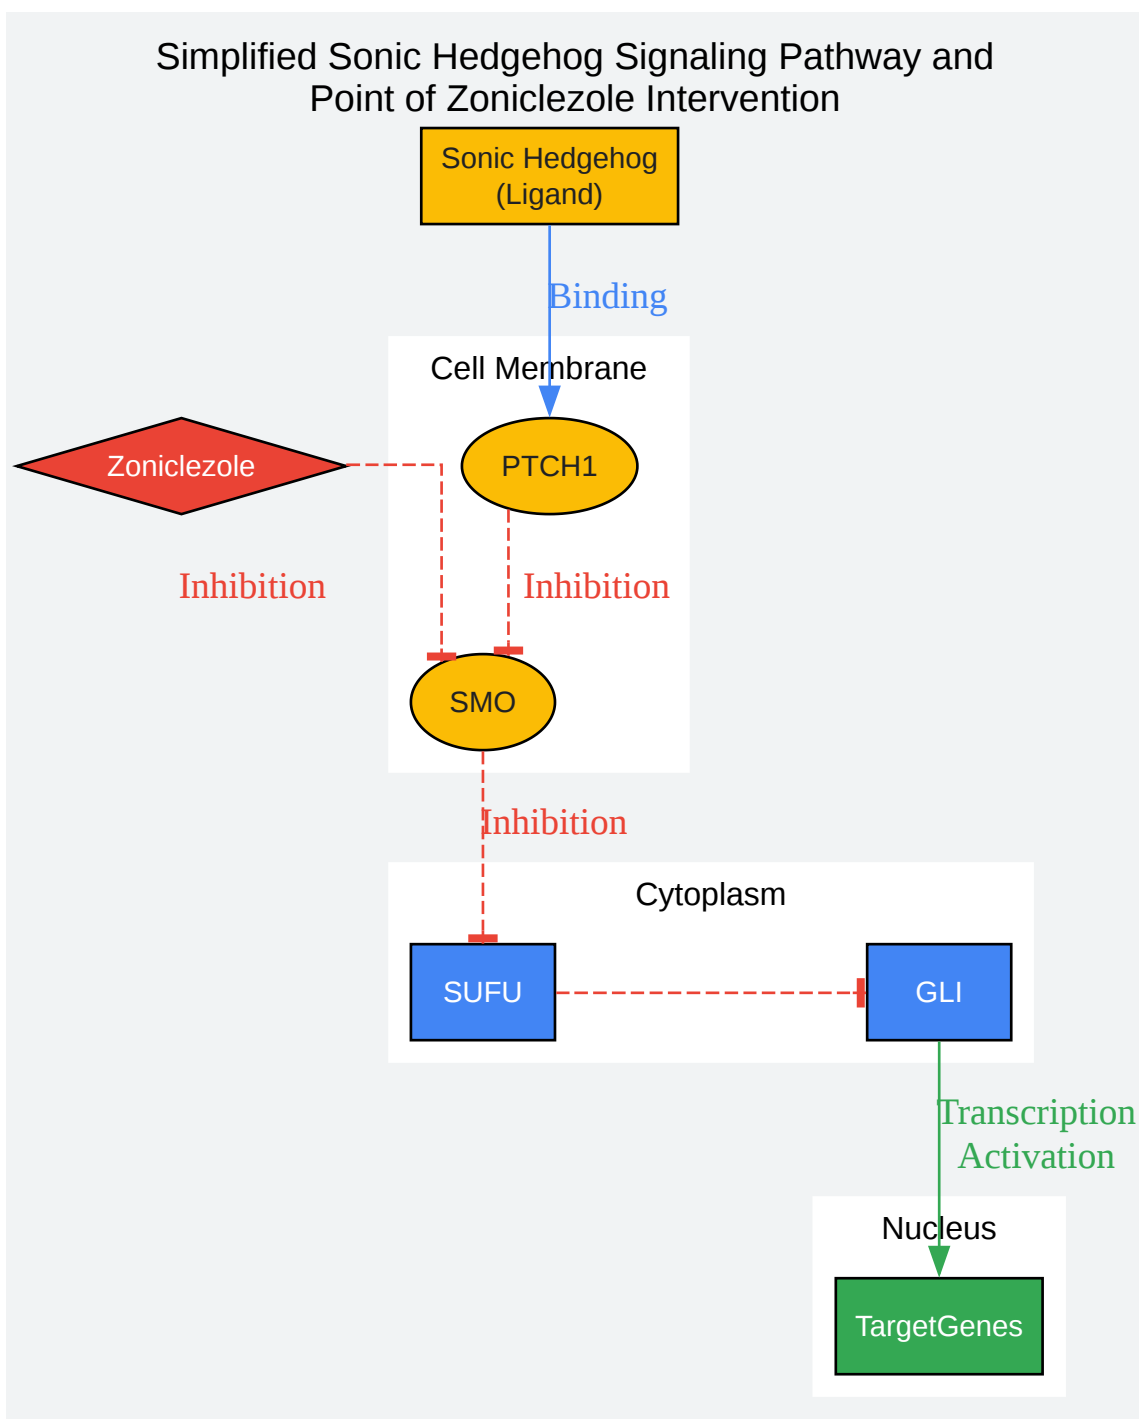 Simplified Sonic Hedgehog Signaling Pathway and
Point of Zoniclezole Intervention
Sonic Hedgehog
(Ligand)
Binding
Cell Membrane
Zoniclezole
PTCH1
Inhibition
Inhibition
SMO
Inhibition
Cytoplasm
SUFU
GLI
Transcription
Activation
Nucleus
TargetGenes